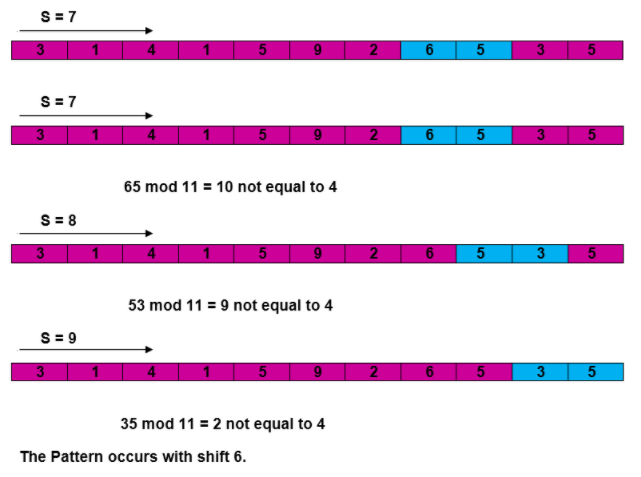 S = 7
3 1 4 1 5 9 2 6 5 3 5
S = 7
3 1 4 1 5 9 2 6 5 3 5
65 mod 11 = 10 not equal to 4
S = 8
3 1 4 1 5 9 2 6 5 3 5
53 mod 11 = 9 not equal to 4
S = 9
3 1 4 1 5 9 2 6 5 3 5
35 mod 11 = 2 not equal to 4
The Pattern occurs with shift 6.